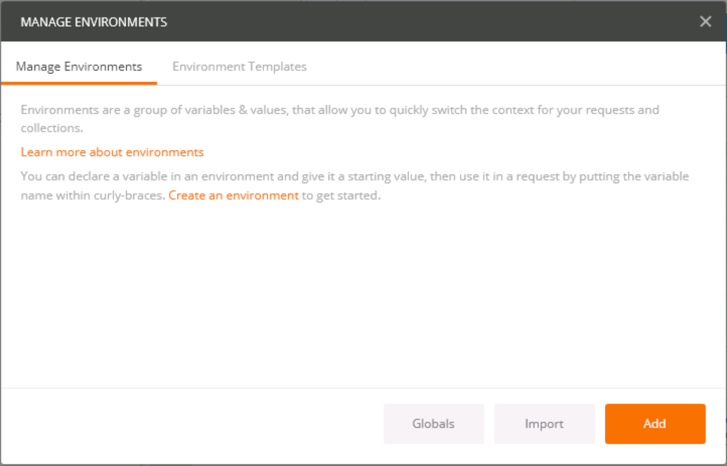 MANAGE ENVIRONMENTS
Manage Environments
Environment Templates
Environments are a group of variables & values, that allow you to quickly switch the context for your requests and
collections.
Learn more about environments
You can declare a variable in an environment and give it a starting value, then use it in a request by putting the variable
name within curly-braces. Create an environment to get started.
Globals
Import
Add